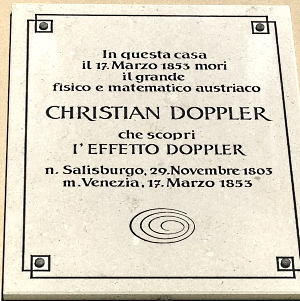 In questa casa
il 17. Marzo 1853 morì
il grande
fisico e matematico austriaco
CHRISTIAN DOPPLER
che scoprì
l'EFFETTO DOPPLER
n. Salisburgo, 29. Novembre 1803
m. Venezia, 17. Marzo 1853